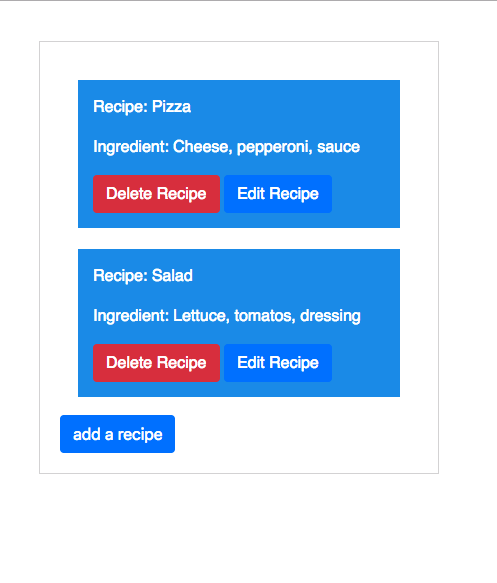 Recipe: Pizza
Ingredient: Cheese, pepperoni, sauce
Delete Recipe Edit Recipe
Recipe: Salad
Ingredient: Lettuce, tomatos, dressing
Delete Recipe Edit Recipe
add a recipe